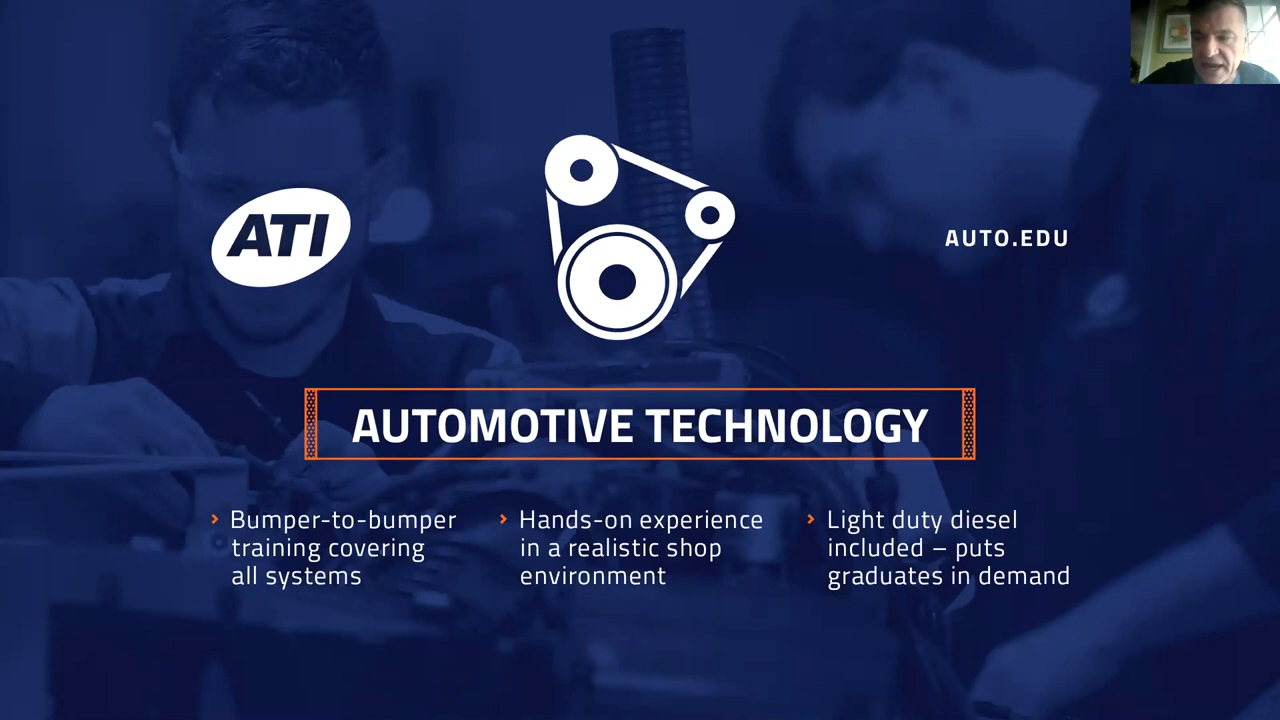 ATI
AUTO.EDU
AUTOMOTIVE TECHNOLOGY
Bumper-to-bumper
training covering
all systems
Hands-on experience
in a realistic shop
environment
Light duty diesel
included – puts
graduates in demand